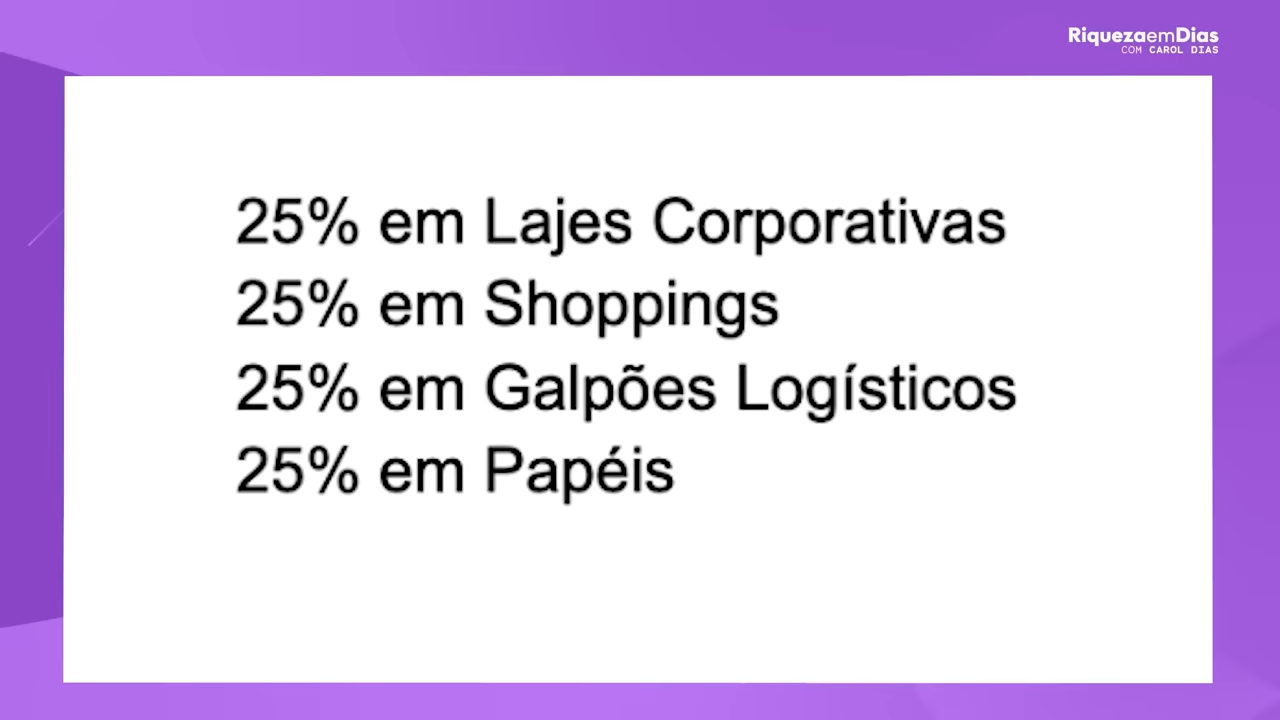 RiquezaemDias
COM CAROL DIAS
25% em Lajes Corporativas
25% em Shoppings
25% em Galpões Logísticos
25% em Papéis